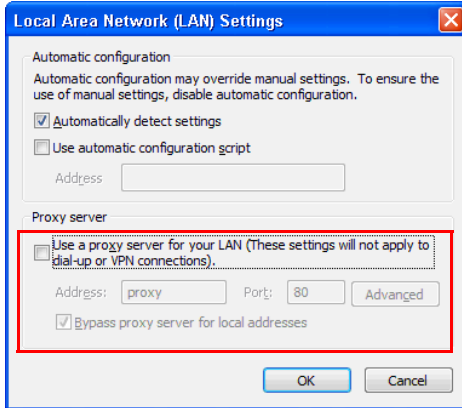 Local Area Network (LAN) Settings
Automatic configuration
Automatic configuration may override manual settings. To ensure the
use of manual settings, disable automatic configuration.
Automatically detect settings
Use automatic configuration script
Address
Proxy server
Use a proxy server for your LAN (These settings will not apply to
dial-up or VPN connections).
Address: proxy Port: 80 Advanced
Bypass proxy server for local addresses
OK Cancel